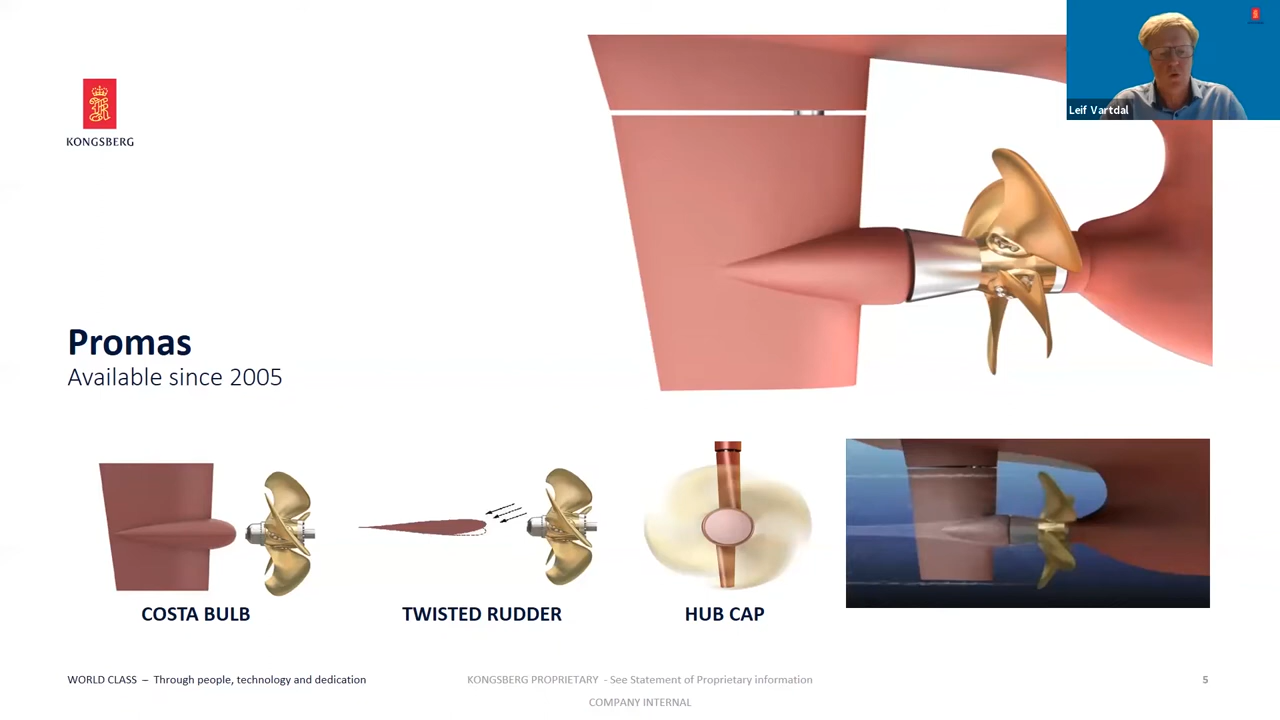 Leif Vartdal
KONGSBERG
Promas
Available since 2005
COSTA BULB
TWISTED RUDDER
HUB CAP
WORLD CLASS – Through people, technology and dedication
KONGSBERG PROPRIETARY - See Statement of Proprietary information
5
COMPANY INTERNAL